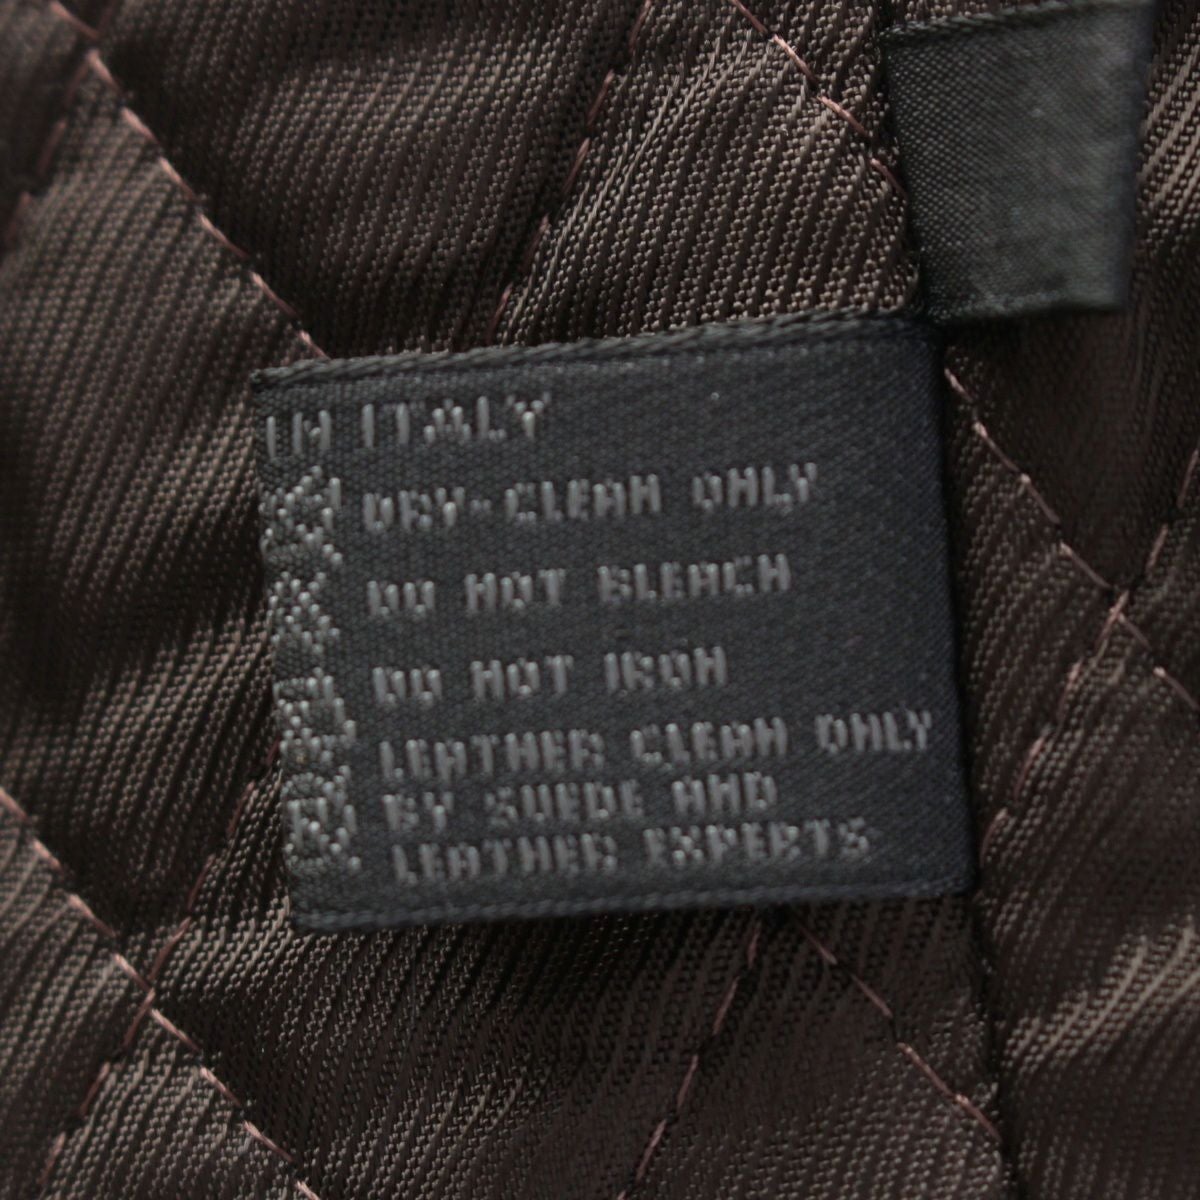 IN ITALY
DRY-CLEAN ONLY
DO NOT BLEACH
DO NOT IRON
LEATHER CLEAN ONLY
BY SUEDE AND
LEATHER EXPERTS